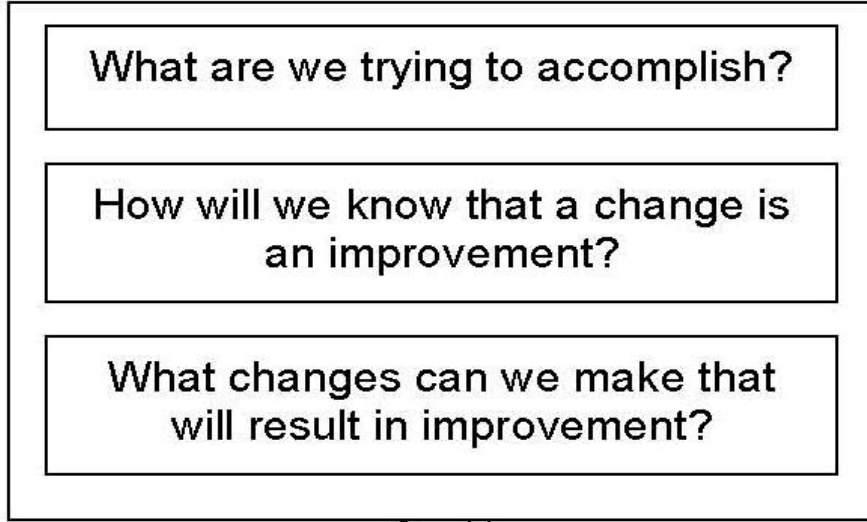 What are we trying to accomplish?
How will we know that a change is
an improvement?
What changes can we make that
will result in improvement?